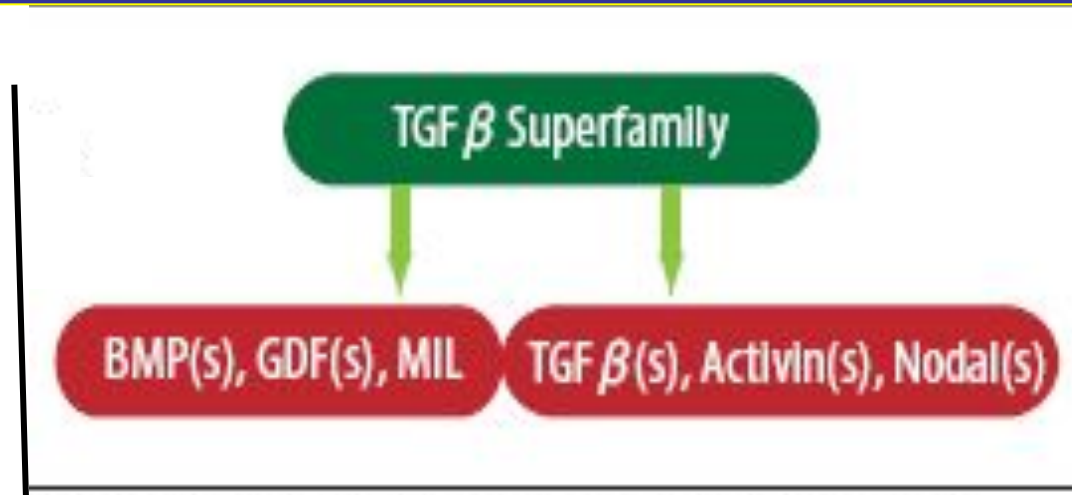 TGF β Superfamily
BMP(s), GDF(s), MIL
TGF β(s), Activin(s), Nodal(s)